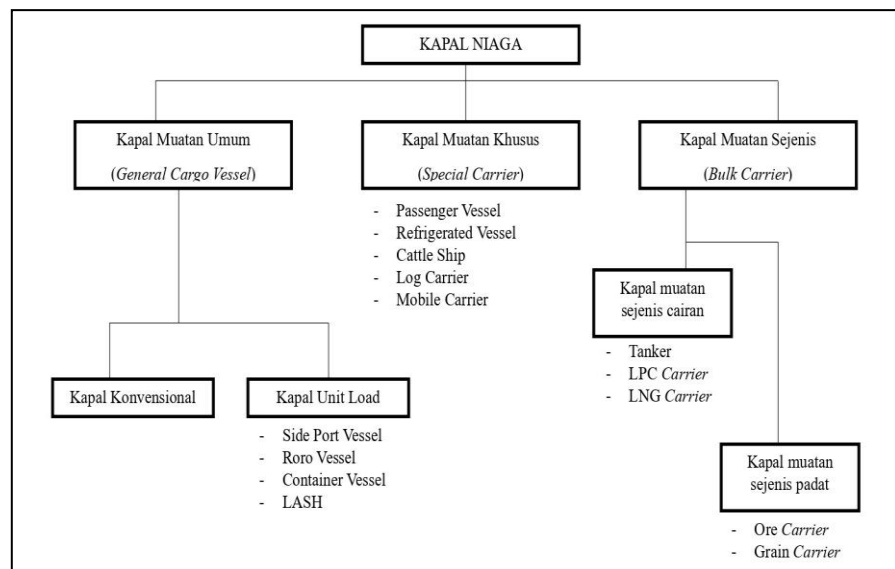 KAPAL NIAGA
Kapal Muatan Umum
(General Cargo Vessel)
Kapal Muatan Khusus
(Special Carrier)
- Passenger Vessel
- Refrigerated Vessel
- Cattle Ship
- Log Carrier
- Mobile Carrier
Kapal Muatan Sejenis
(Bulk Carrier)
Kapal Konvensional
Kapal Unit Load
- Side Port Vessel
- Roro Vessel
- Container Vessel
- LASH
Kapal muatan
sejenis cairan
- Tanker
- LPC Carrier
- LNG Carrier
Kapal muatan
sejenis padat
- Ore Carrier
- Grain Carrier